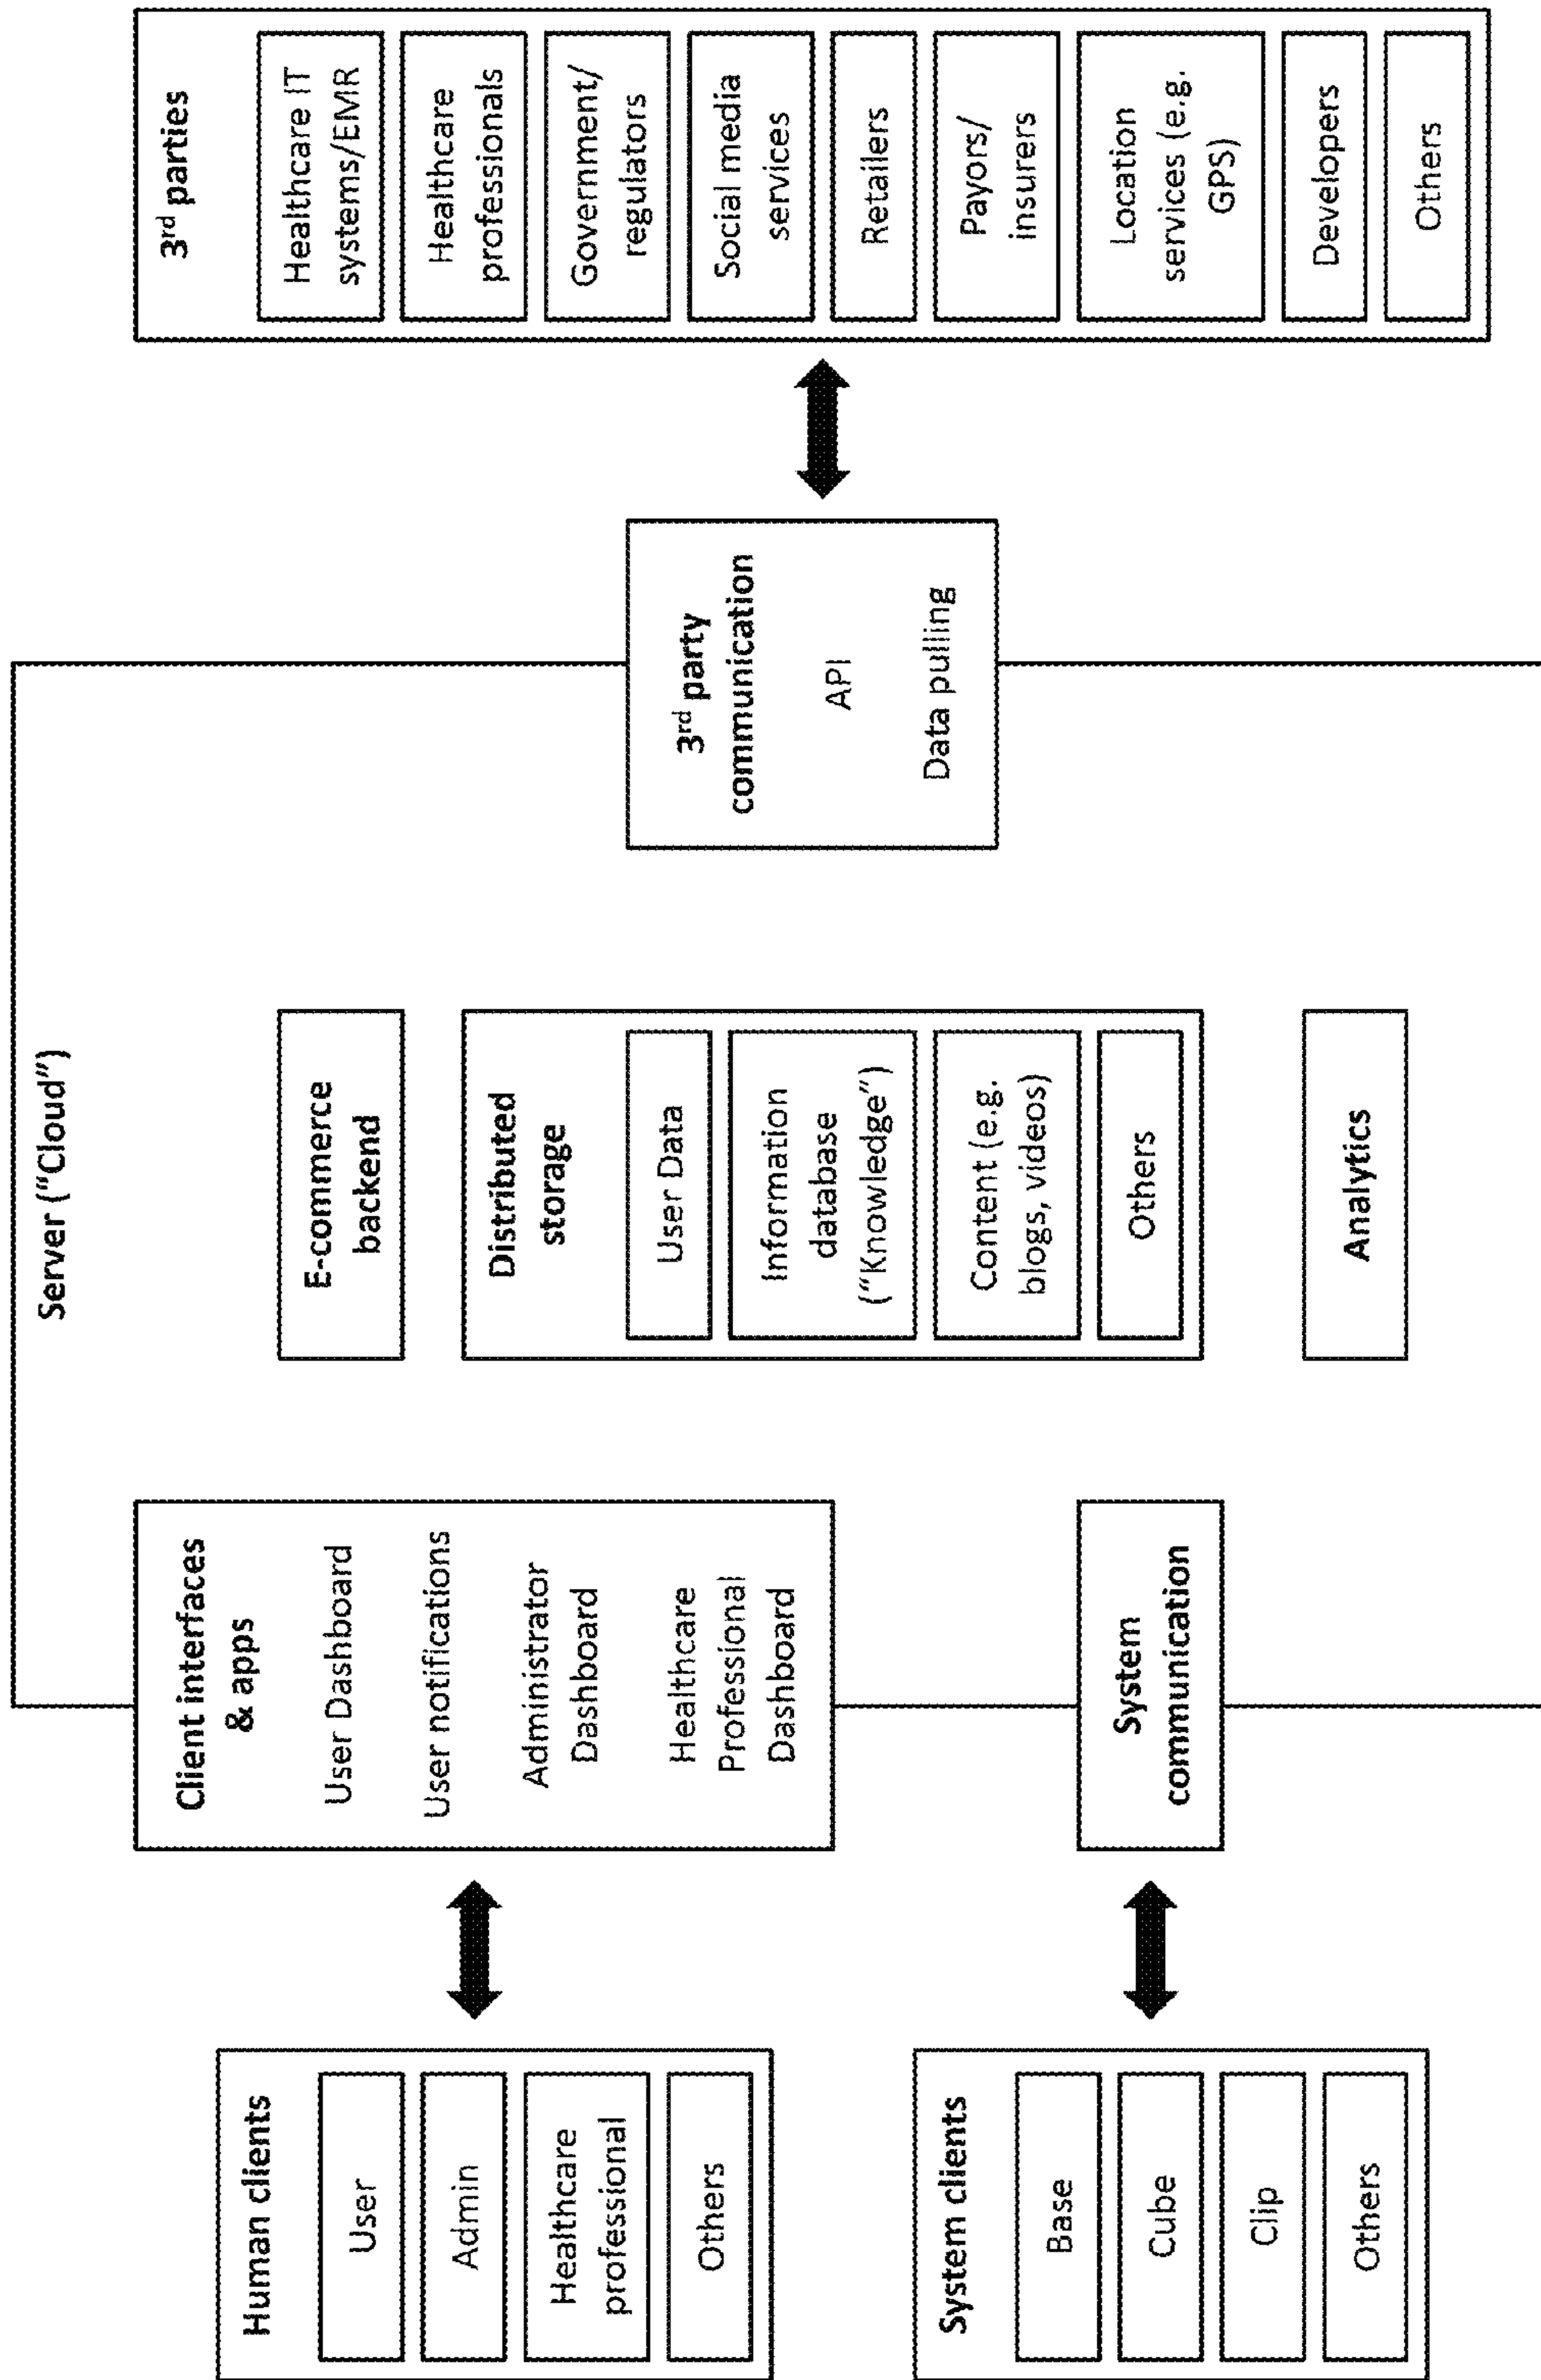 Server (“Cloud”)
Human clients
User
Admin
Healthcare
professional
Others
System clients
Base
Cube
Clip
Others
Client interfaces
& apps
User Dashboard
User notifications
Administrator
Dashboard
Healthcare
Professional
Dashboard
System
communication
E-commerce
backend
Distributed
storage
User Data
Information
database
(“Knowledge”)
Content (e.g.
blogs, videos)
Others
Analytics
3rd party
communication
API
Data pulling
3rd parties
Healthcare IT
systems/EMR
Healthcare
professionals
Government/
regulators
Social media
services
Retailers
Payors/
insurers
Location
services (e.g.
GPS)
Developers
Others